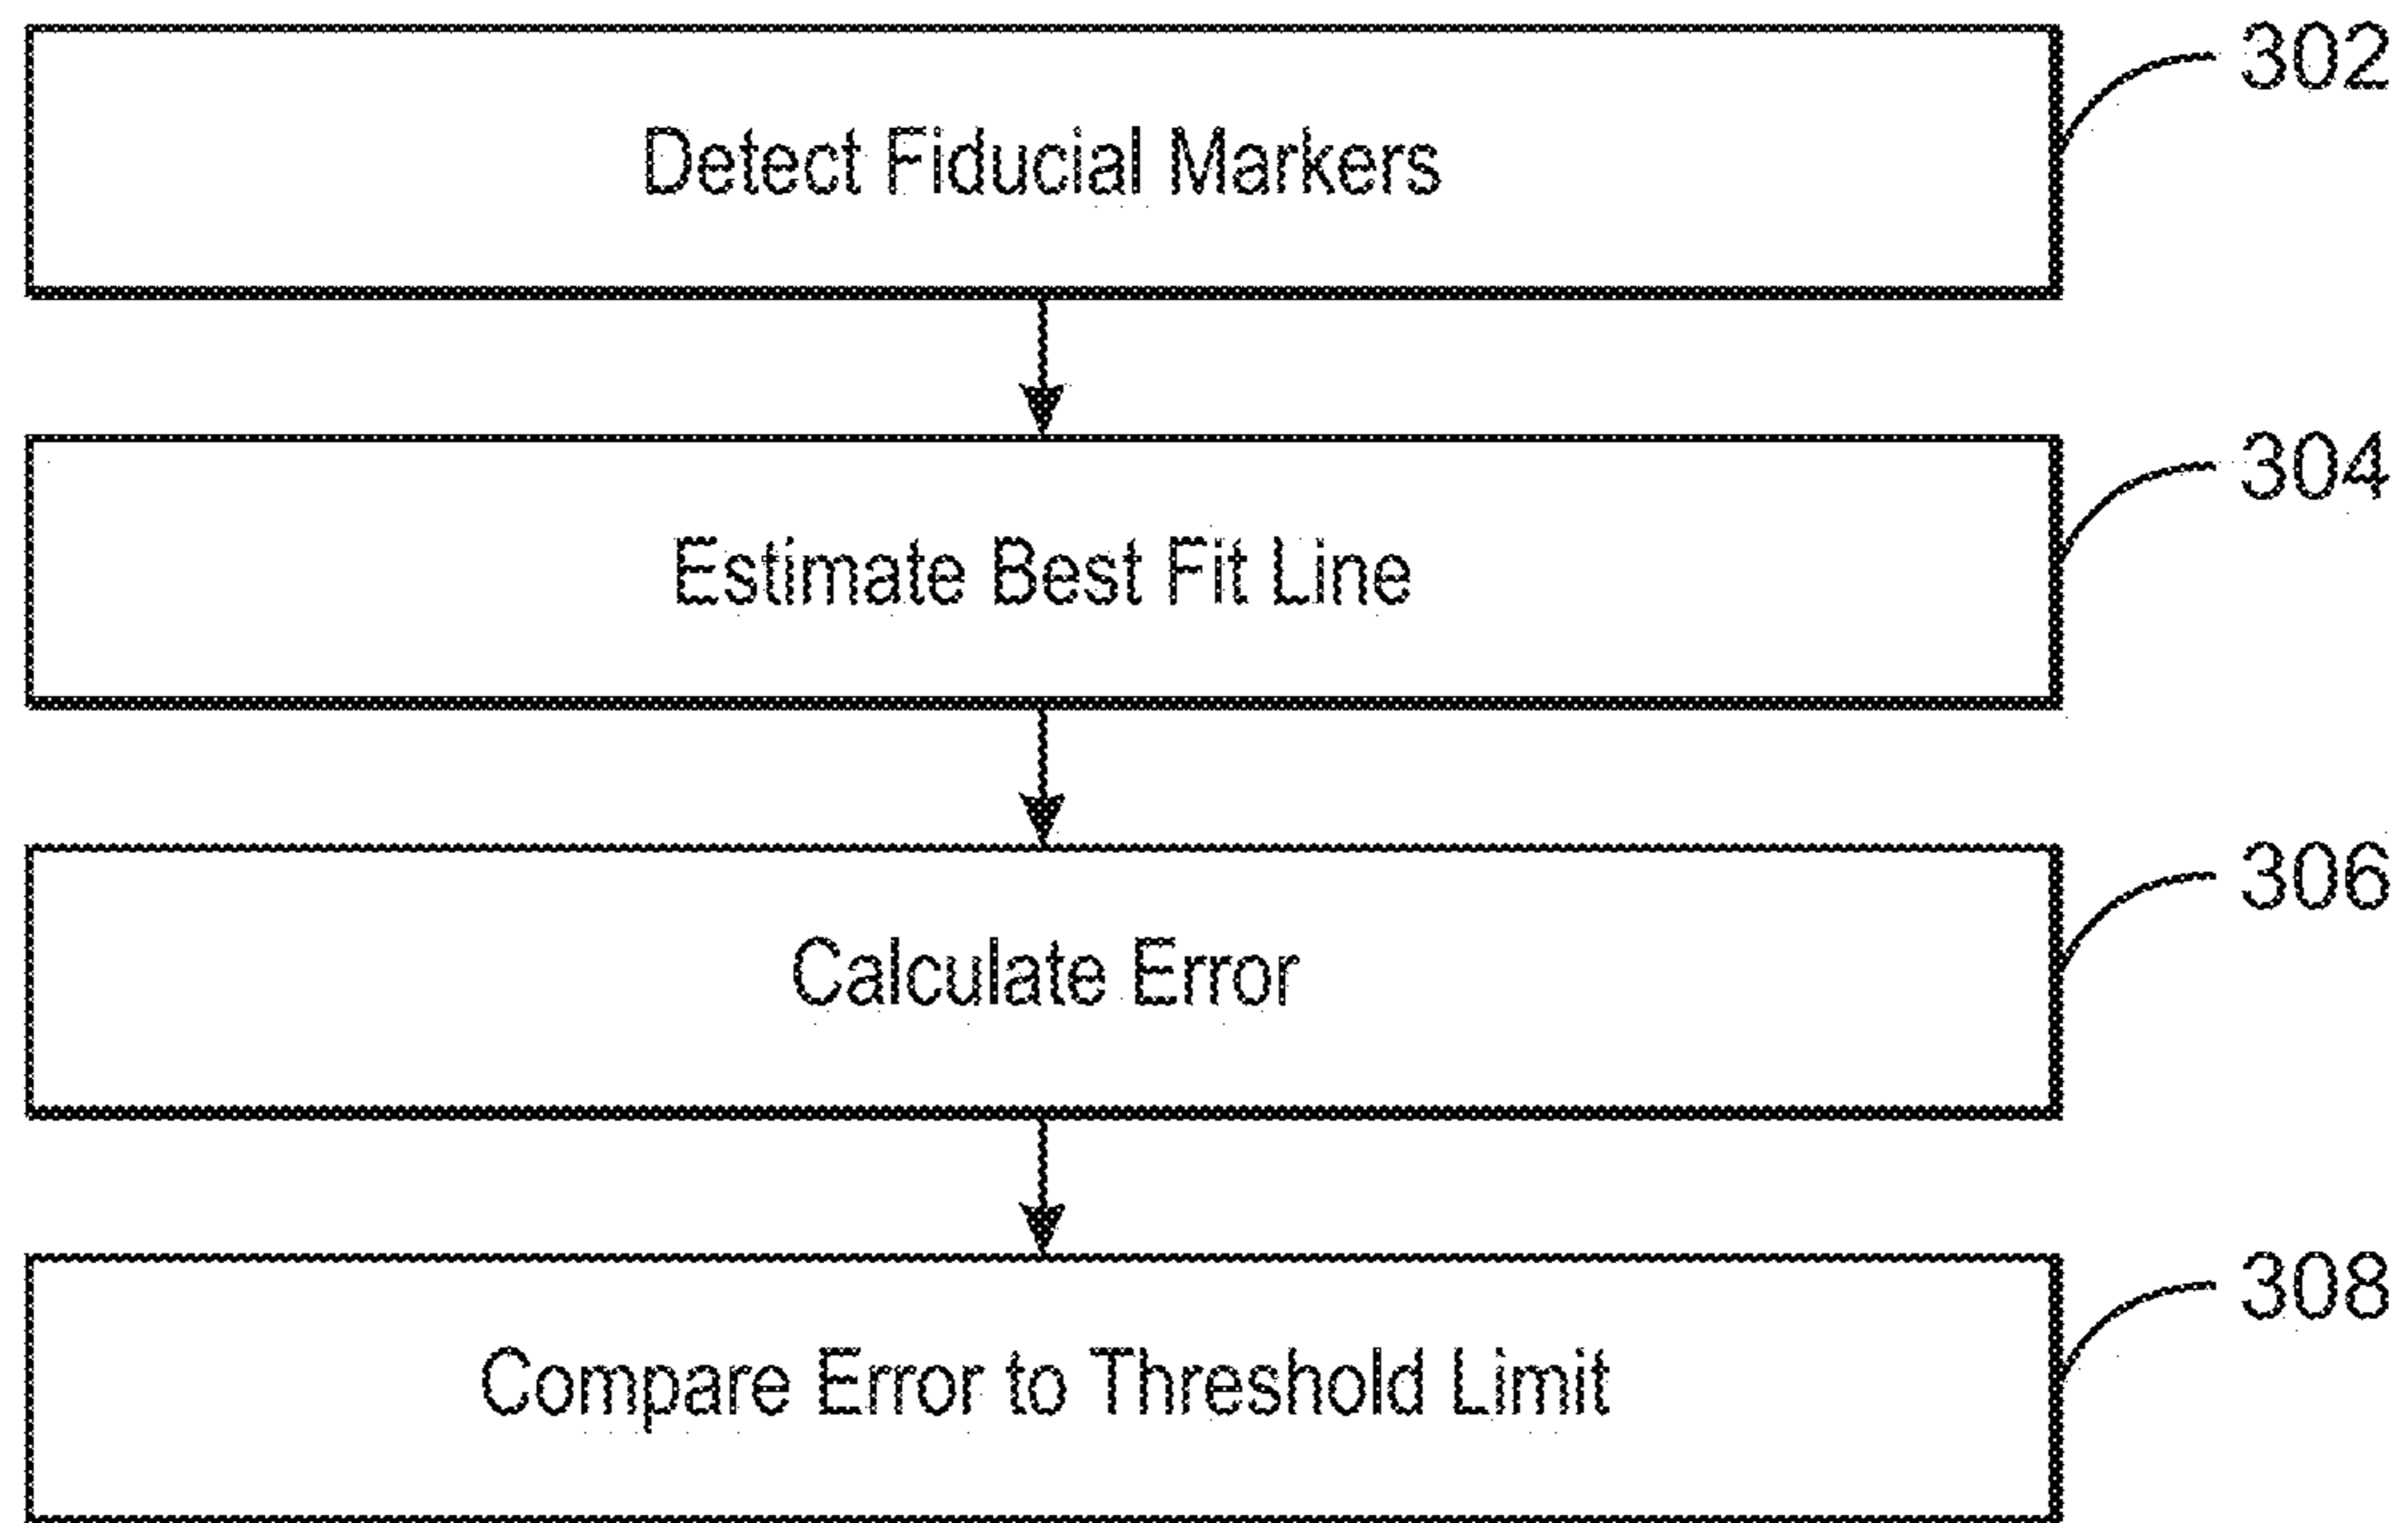 302
Detect Fiducial Markers
304
Estimate Best Fit Line
306
Calculate Error
308
Compare Error to Threshold Limit